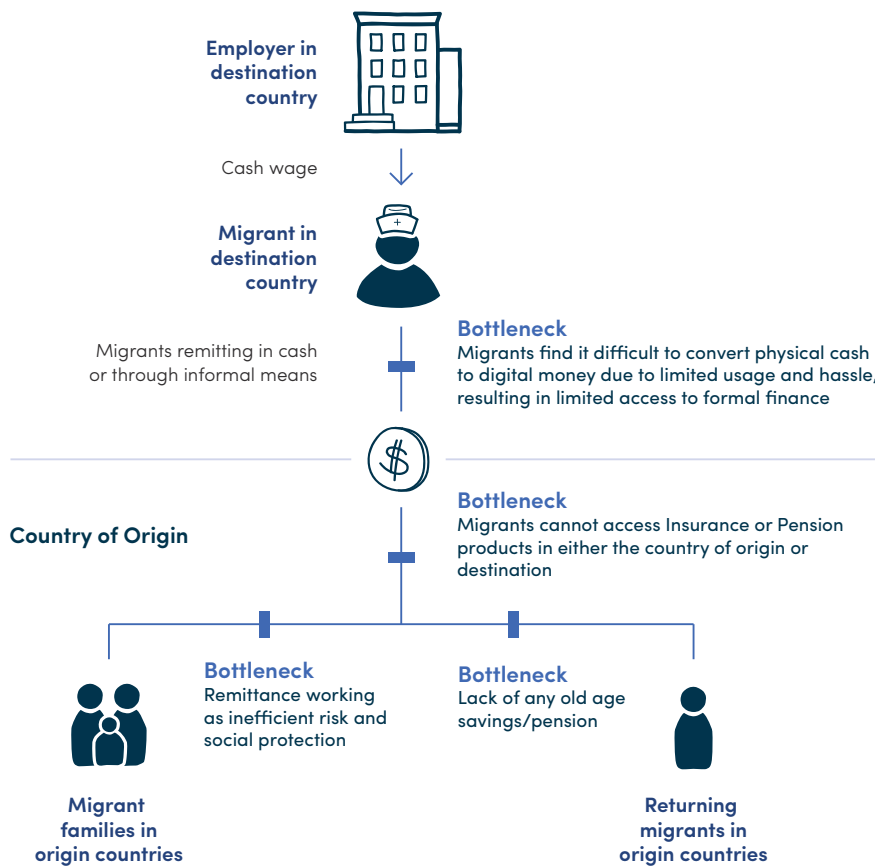 Employer in
destination
country
Cash wage
Migrant in
destination
country
Migrants remitting in cash
or through informal means
Bottleneck
Migrants find it difficult to convert physical cash
to digital money due to limited usage and hassle,
resulting in limited access to formal finance
$
Bottleneck
Migrants cannot access Insurance or Pension
products in either the country of origin or
destination
Country of Origin
Bottleneck
Remittance working
as inefficient risk and
social protection
Bottleneck
Lack of any old age
savings/pension
Migrant
families in
origin countries
Returning
migrants in
origin countries